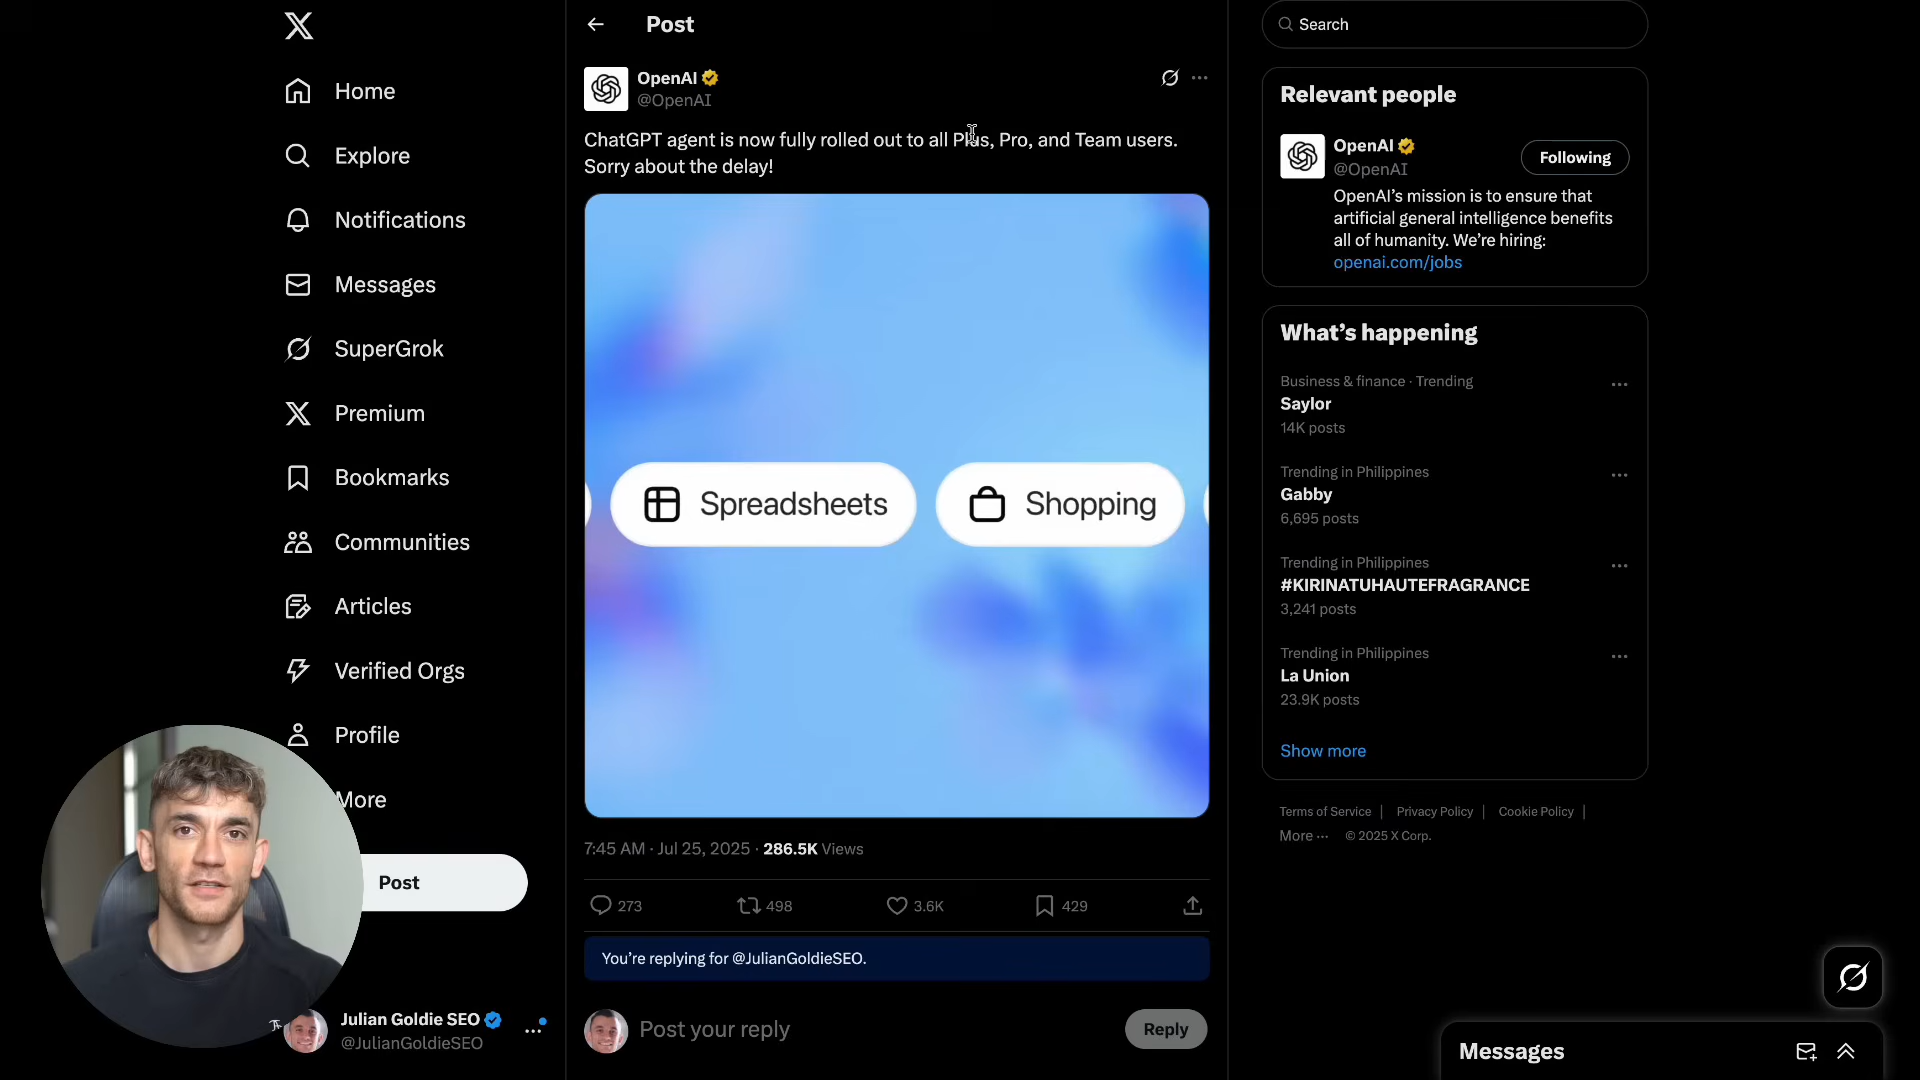 Home
Explore
Notifications
Messages
SuperGrok
Premium
Bookmarks
Communities
Articles
Verified Orgs
Profile
More
Post
Julian Goldie SEO
@JulianGoldieSEO
Post
OpenAI
@OpenAI
ChatGPT agent is now fully rolled out to all Plus, Pro, and Team users.
Sorry about the delay!
Spreadsheets
Shopping
7:45 AM · Jul 25, 2025 · 286.5K Views
273 498 3.6K 429
You're replying for @JulianGoldieSEO.
Post your reply
Reply
Search
Relevant people
OpenAI
@OpenAI
Following
OpenAI's mission is to ensure that
artificial general intelligence benefits
all of humanity. We're hiring:
openai.com/jobs
What's happening
Business & finance · Trending
Saylor
14K posts
Trending in Philippines
Gabby
6,695 posts
Trending in Philippines
#KIRINATUHAUTEFRAGRANCE
3,241 posts
Trending in Philippines
La Union
23.9K posts
Show more
Terms of Service | Privacy Policy | Cookie Policy |
More ··· © 2025 X Corp.
Messages